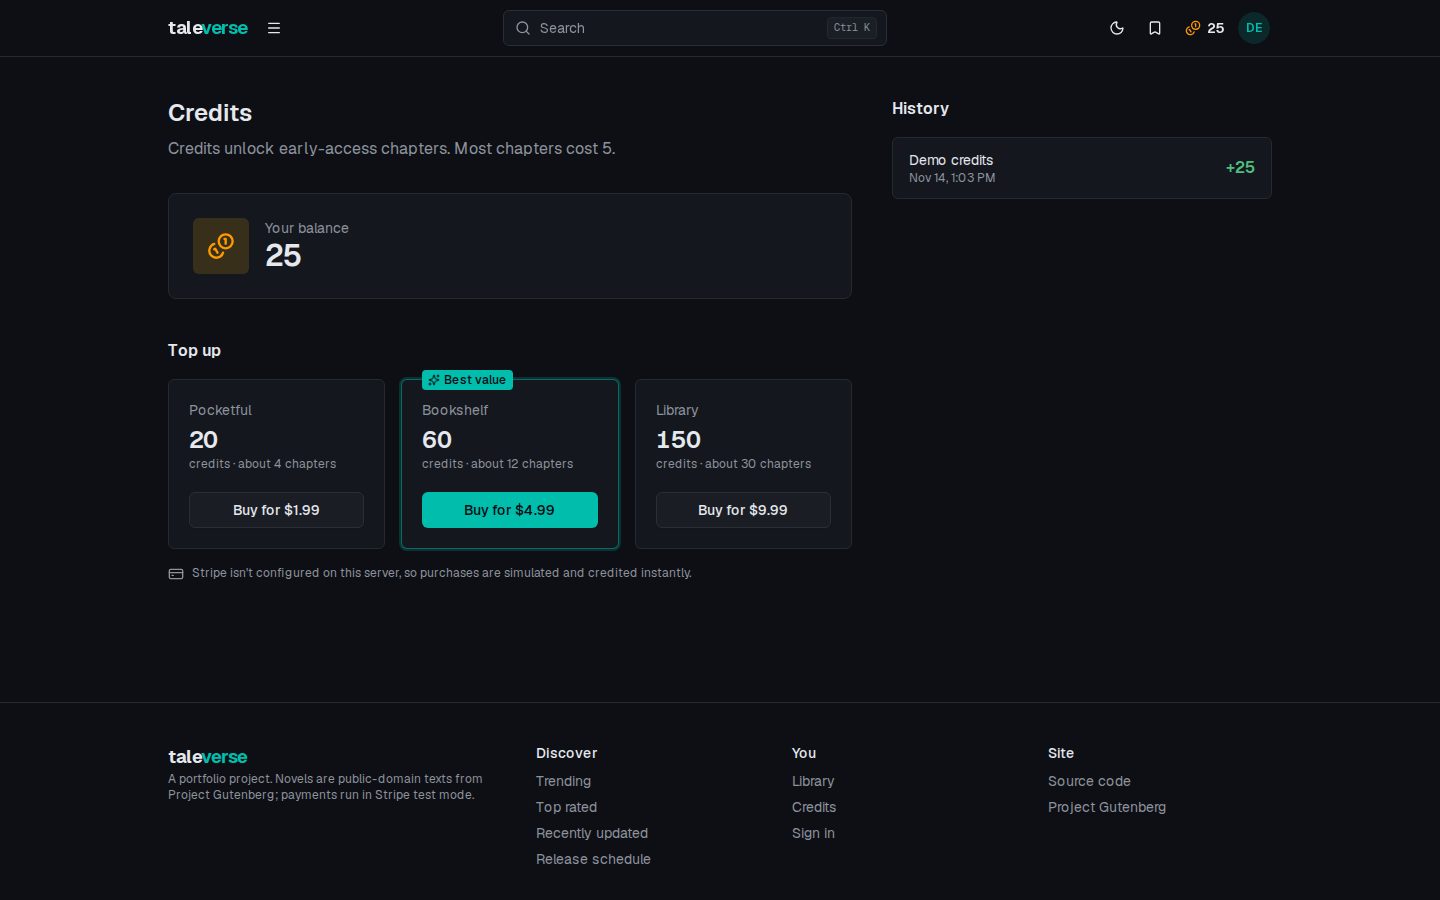 taleverse
Search
Ctrl K
25
DE
Credits
Credits unlock early-access chapters. Most chapters cost 5.
Your balance
25
Top up
Pocketful
20
credits · about 4 chapters
Buy for $1.99
Best value
Bookshelf
60
credits · about 12 chapters
Buy for $4.99
Library
150
credits · about 30 chapters
Buy for $9.99
Stripe isn't configured on this server, so purchases are simulated and credited instantly.
History
Demo credits
Nov 14, 1:03 PM
+25
taleverse
A portfolio project. Novels are public-domain texts from
Project Gutenberg; payments run in Stripe test mode.
Discover
Trending
Top rated
Recently updated
Release schedule
You
Library
Credits
Sign in
Site
Source code
Project Gutenberg